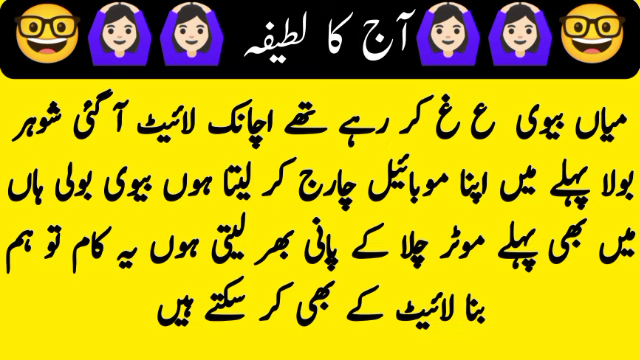 آج کا لطیفہ
میاں بیوی ع غ کر رہے تھے اچانک لائیٹ آ گئی شوہر
بولا پہلے میں اپنا موبائیل چارج کر لیتا ہوں بیوی بولی ہاں
میں بھی پہلے موٹر چلا کے پانی بھر لیتی ہوں یہ کام تو ہم
بنا لائیٹ کے بھی کر سکتے ہیں